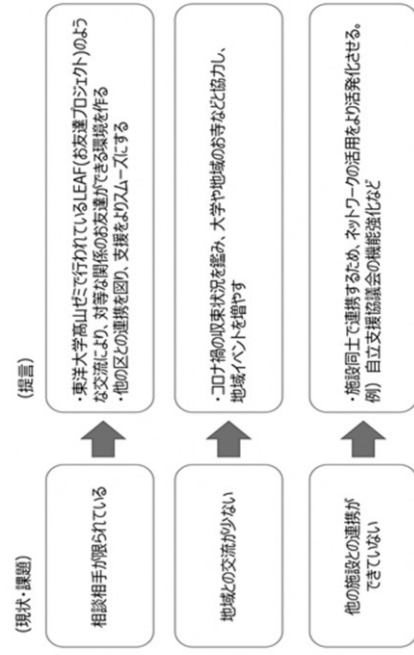 (現状・課題)
(提言)
相談相手が限られている
・東洋大学髙山ゼミで行われているLEAF(お友達プロジェクト)のよう
な交流により、対等な関係のお友達ができる環境を作る
・他の区との連携を図り、支援をよりスムーズにする
地域との交流が少ない
・コロナ禍の収束状況を鑑み、大学や地域のお寺などと協力し、
地域イベントを増やす
他の施設との連携が
できていない
・施設同士で連携するため、ネットワークの活用をより活発化させる。
例）自立支援協議会の機能強化など